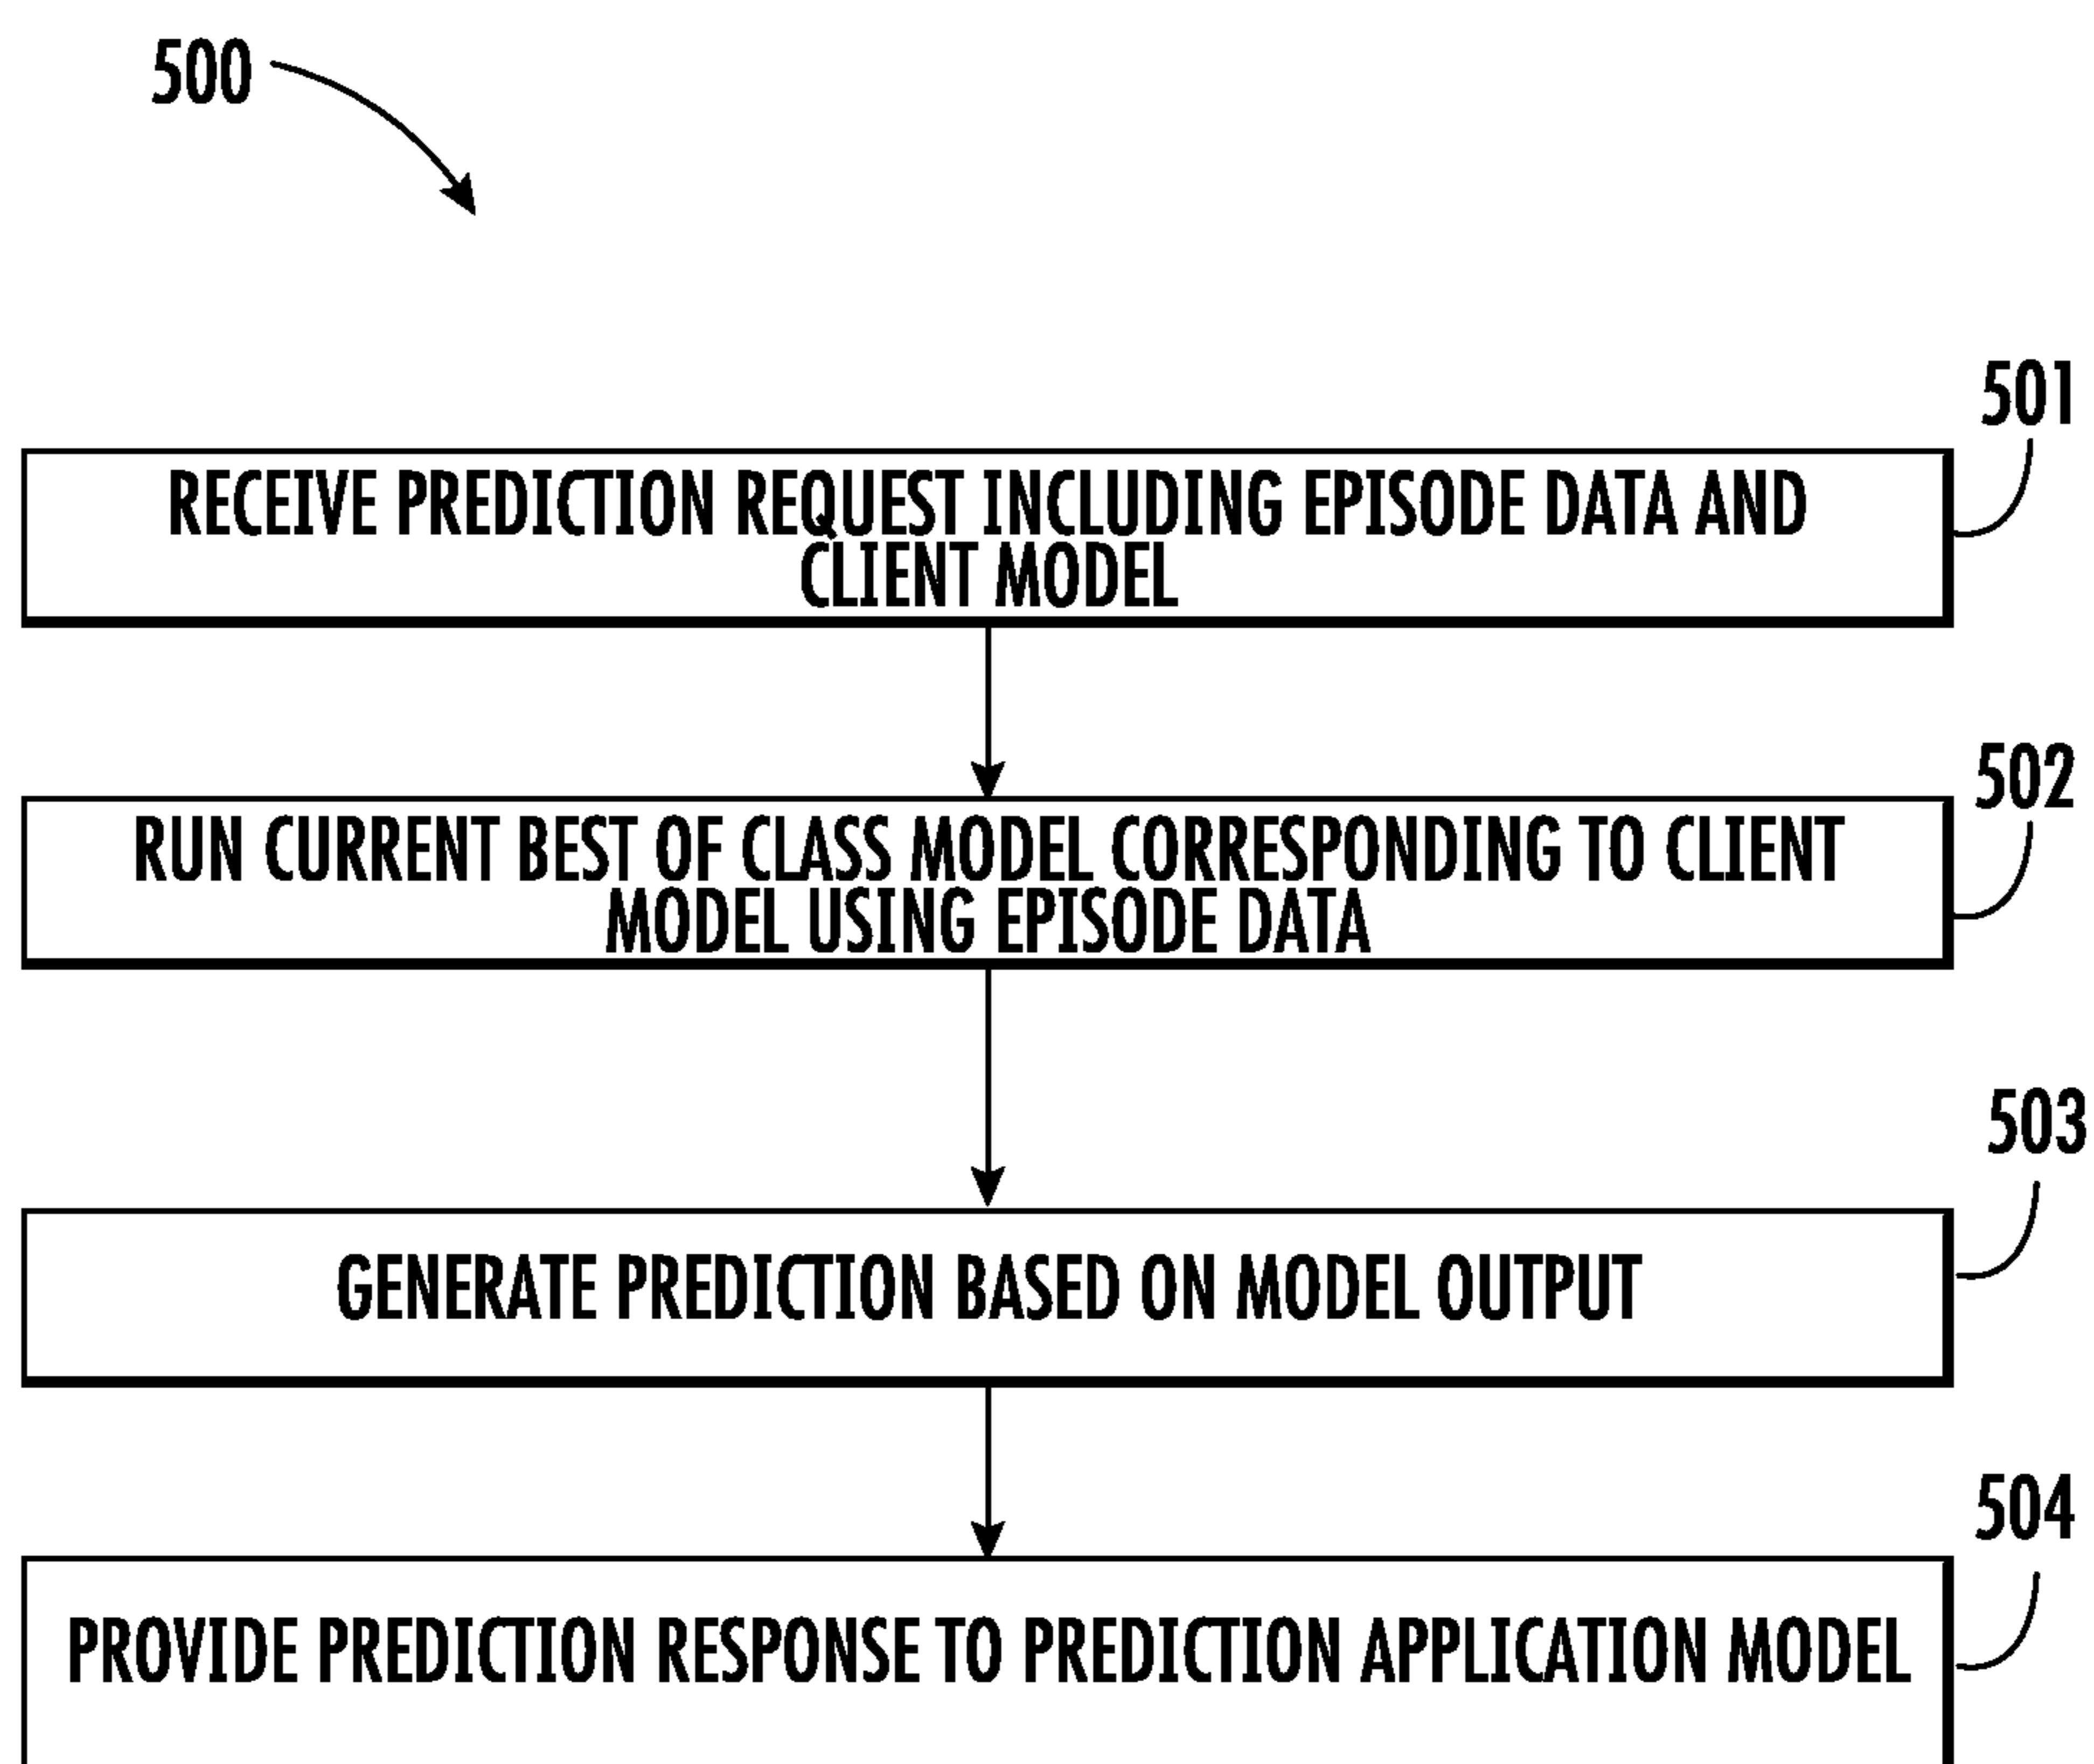 500
501
RECEIVE PREDICTION REQUEST INCLUDING EPISODE DATA AND
CLIENT MODEL
502
RUN CURRENT BEST OF CLASS MODEL CORRESPONDING TO CLIENT
MODEL USING EPISODE DATA
503
GENERATE PREDICTION BASED ON MODEL OUTPUT
504
PROVIDE PREDICTION RESPONSE TO PREDICTION APPLICATION MODEL